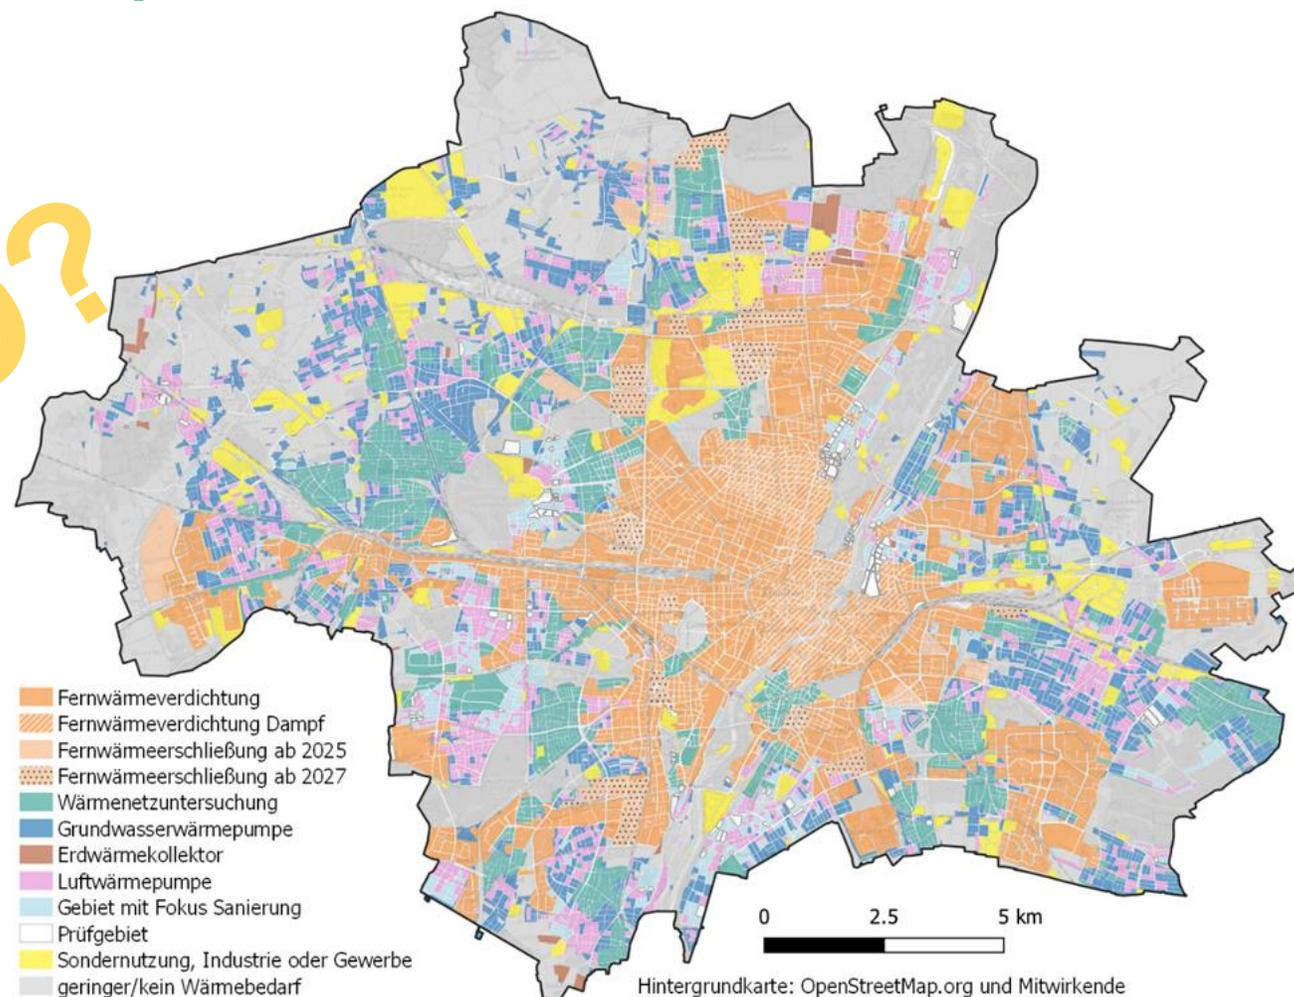 ?
Fernwärmeverdichtung
Fernwärmeverdichtung Dampf
Fernwärmeerschließung ab 2025
Fernwärmeerschließung ab 2027
Wärmenetzuntersuchung
Grundwasserwärmepumpe
Erdwärmekollektor
Luftwärmepumpe
Gebiet mit Fokus Sanierung
Prüfgebiet
Sondernutzung, Industrie oder Gewerbe
geringer/kein Wärmebedarf
0 2.5 5 km
Hintergrundkarte: OpenStreetMap.org und Mitwirkende